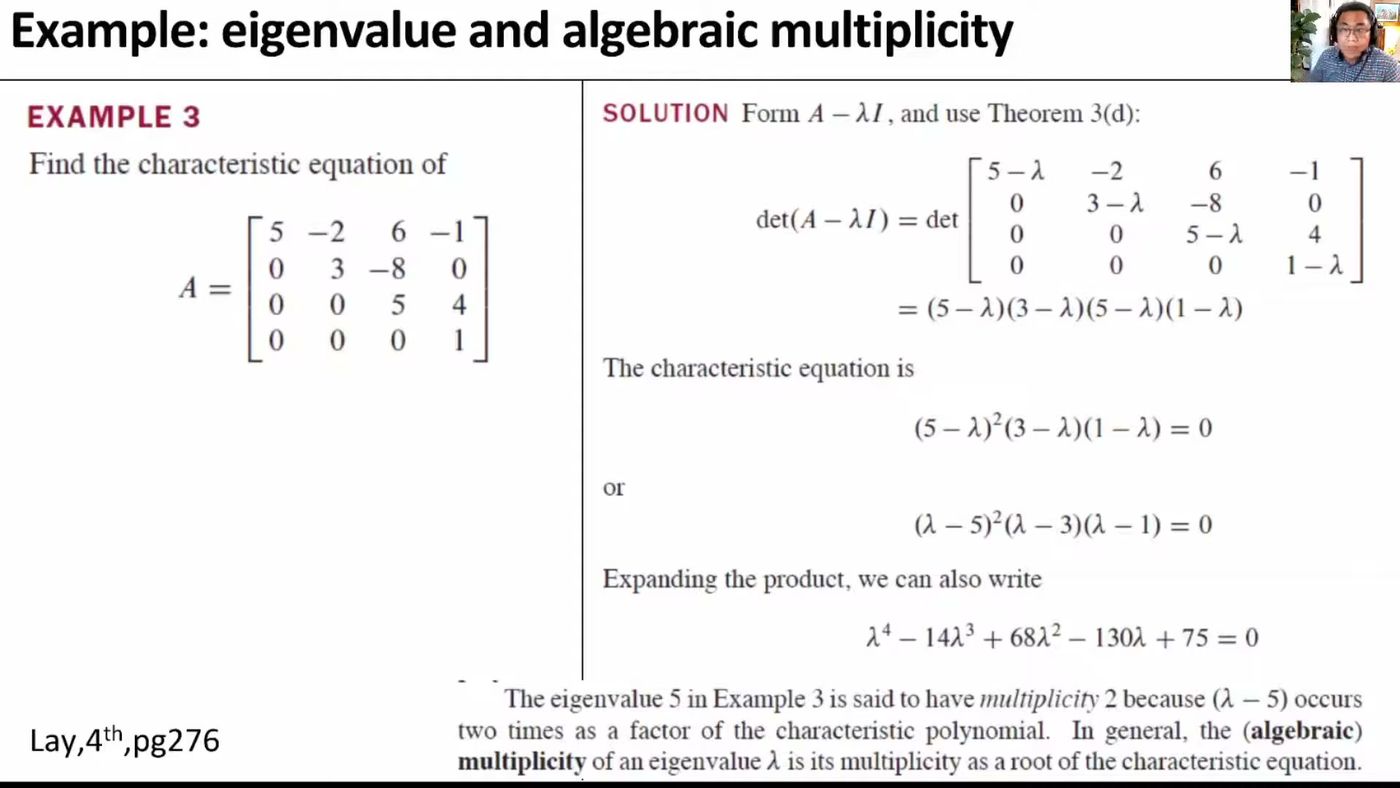 Example: eigenvalue and algebraic multiplicity
EXAMPLE 3
Find the characteristic equation of
A = [ 5 −2 6 −1
0 3 −8 0
0 0 5 4
0 0 0 1 ]
SOLUTION Form A − λI, and use Theorem 3(d):
det(A − λI) = det [ 5 − λ −2 6 −1
0 3 − λ −8 0
0 0 5 − λ 4
0 0 0 1 − λ ]
= (5 − λ)(3 − λ)(5 − λ)(1 − λ)
The characteristic equation is
(5 − λ)²(3 − λ)(1 − λ) = 0
or
(λ − 5)²(λ − 3)(λ − 1) = 0
Expanding the product, we can also write
λ⁴ − 14λ³ + 68λ² − 130λ + 75 = 0
The eigenvalue 5 in Example 3 is said to have multiplicity 2 because (λ − 5) occurs
two times as a factor of the characteristic polynomial. In general, the (algebraic)
multiplicity of an eigenvalue λ is its multiplicity as a root of the characteristic equation.
Lay,4th,pg276